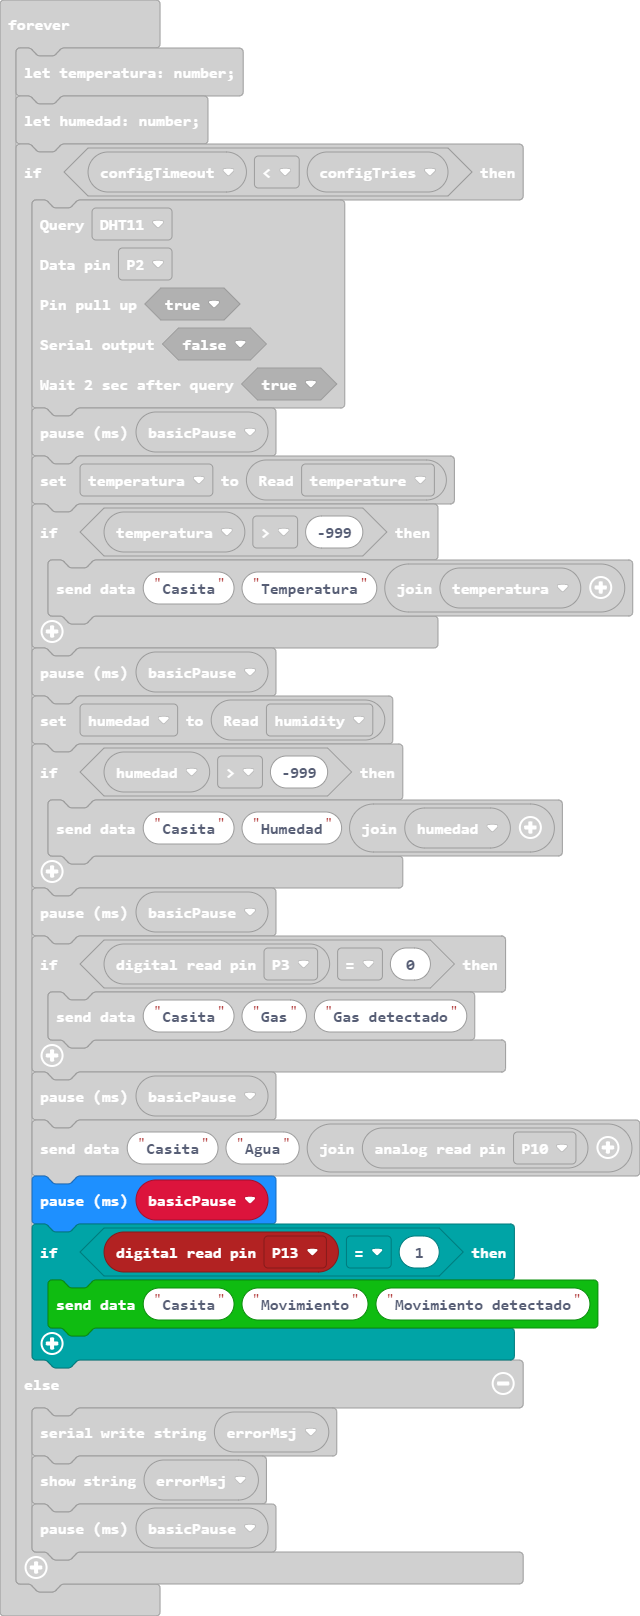 forever
let temperatura: number;
let humedad: number;
if configTimeout < configTries then
Query DHT11
Data pin P2
Pin pull up true
Serial output false
Wait 2 sec after query true
pause (ms) basicPause
set temperatura to Read temperature
if temperatura > -999 then
send data "Casita" "Temperatura" join temperatura
pause (ms) basicPause
set humedad to Read humidity
if humedad > -999 then
send data "Casita" "Humedad" join humedad
pause (ms) basicPause
if digital read pin P3 = 0 then
send data "Casita" "Gas" "Gas detectado"
pause (ms) basicPause
send data "Casita" "Agua" join analog read pin P10
pause (ms) basicPause
if digital read pin P13 = 1 then
send data "Casita" "Movimiento" "Movimiento detectado"
else
serial write string errorMsj
show string errorMsj
pause (ms) basicPause